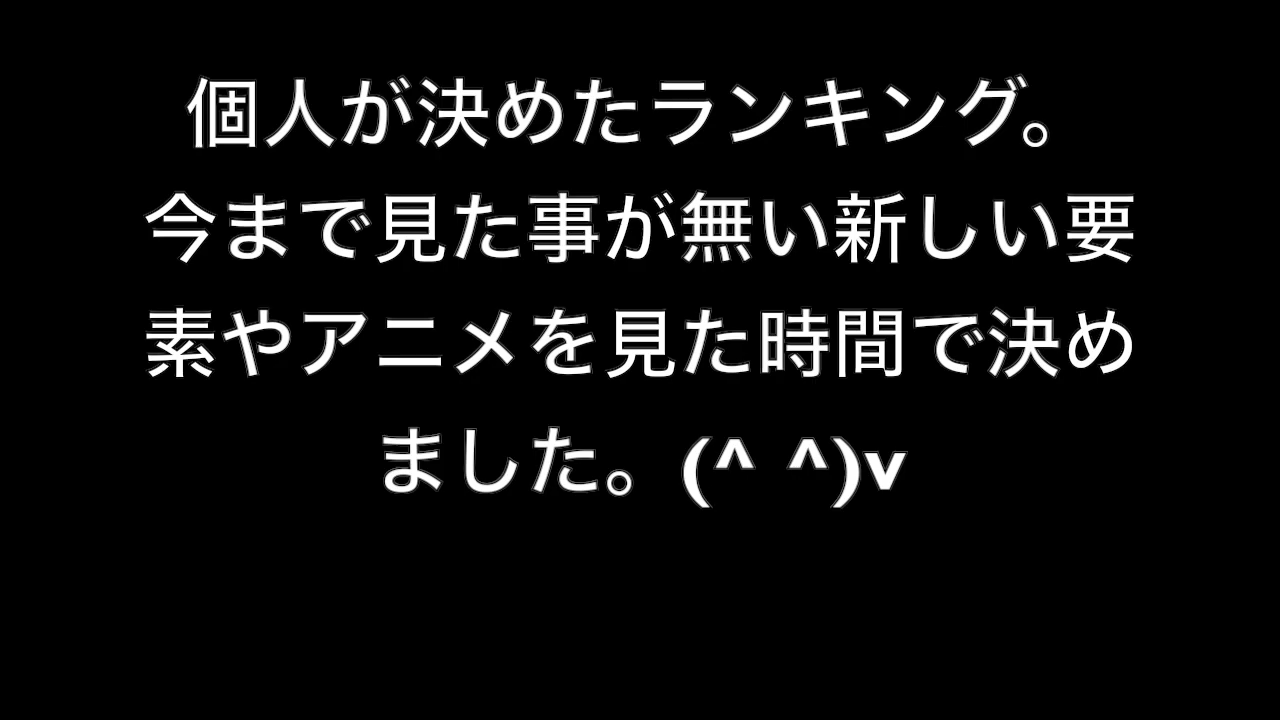 個人が決めたランキング。
今まで見た事が無い新しい要
素やアニメを見た時間で決め
ました。(^ ^)v